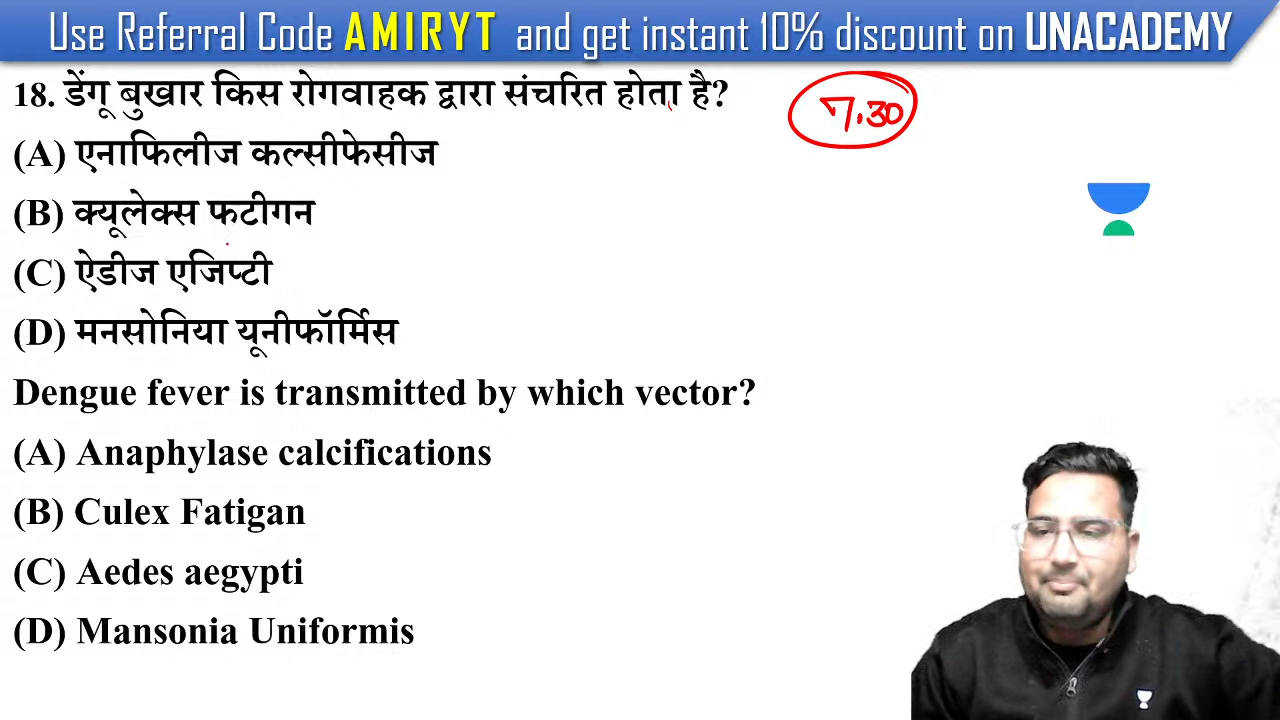 Use Referral Code AMIRYT and get instant 10% discount on UNACADEMY
18. डेंगू बुखार किस रोगवाहक द्वारा संचरित होता है?
7.30
(A) एनाफिलीज कल्सीफेसीज
(B) क्यूलेक्स फटीगन
(C) ऐडीज एजिप्टी
(D) मनसोनिया यूनीफॉर्मिस
Dengue fever is transmitted by which vector?
(A) Anaphylase calcifications
(B) Culex Fatigan
(C) Aedes aegypti
(D) Mansonia Uniformis